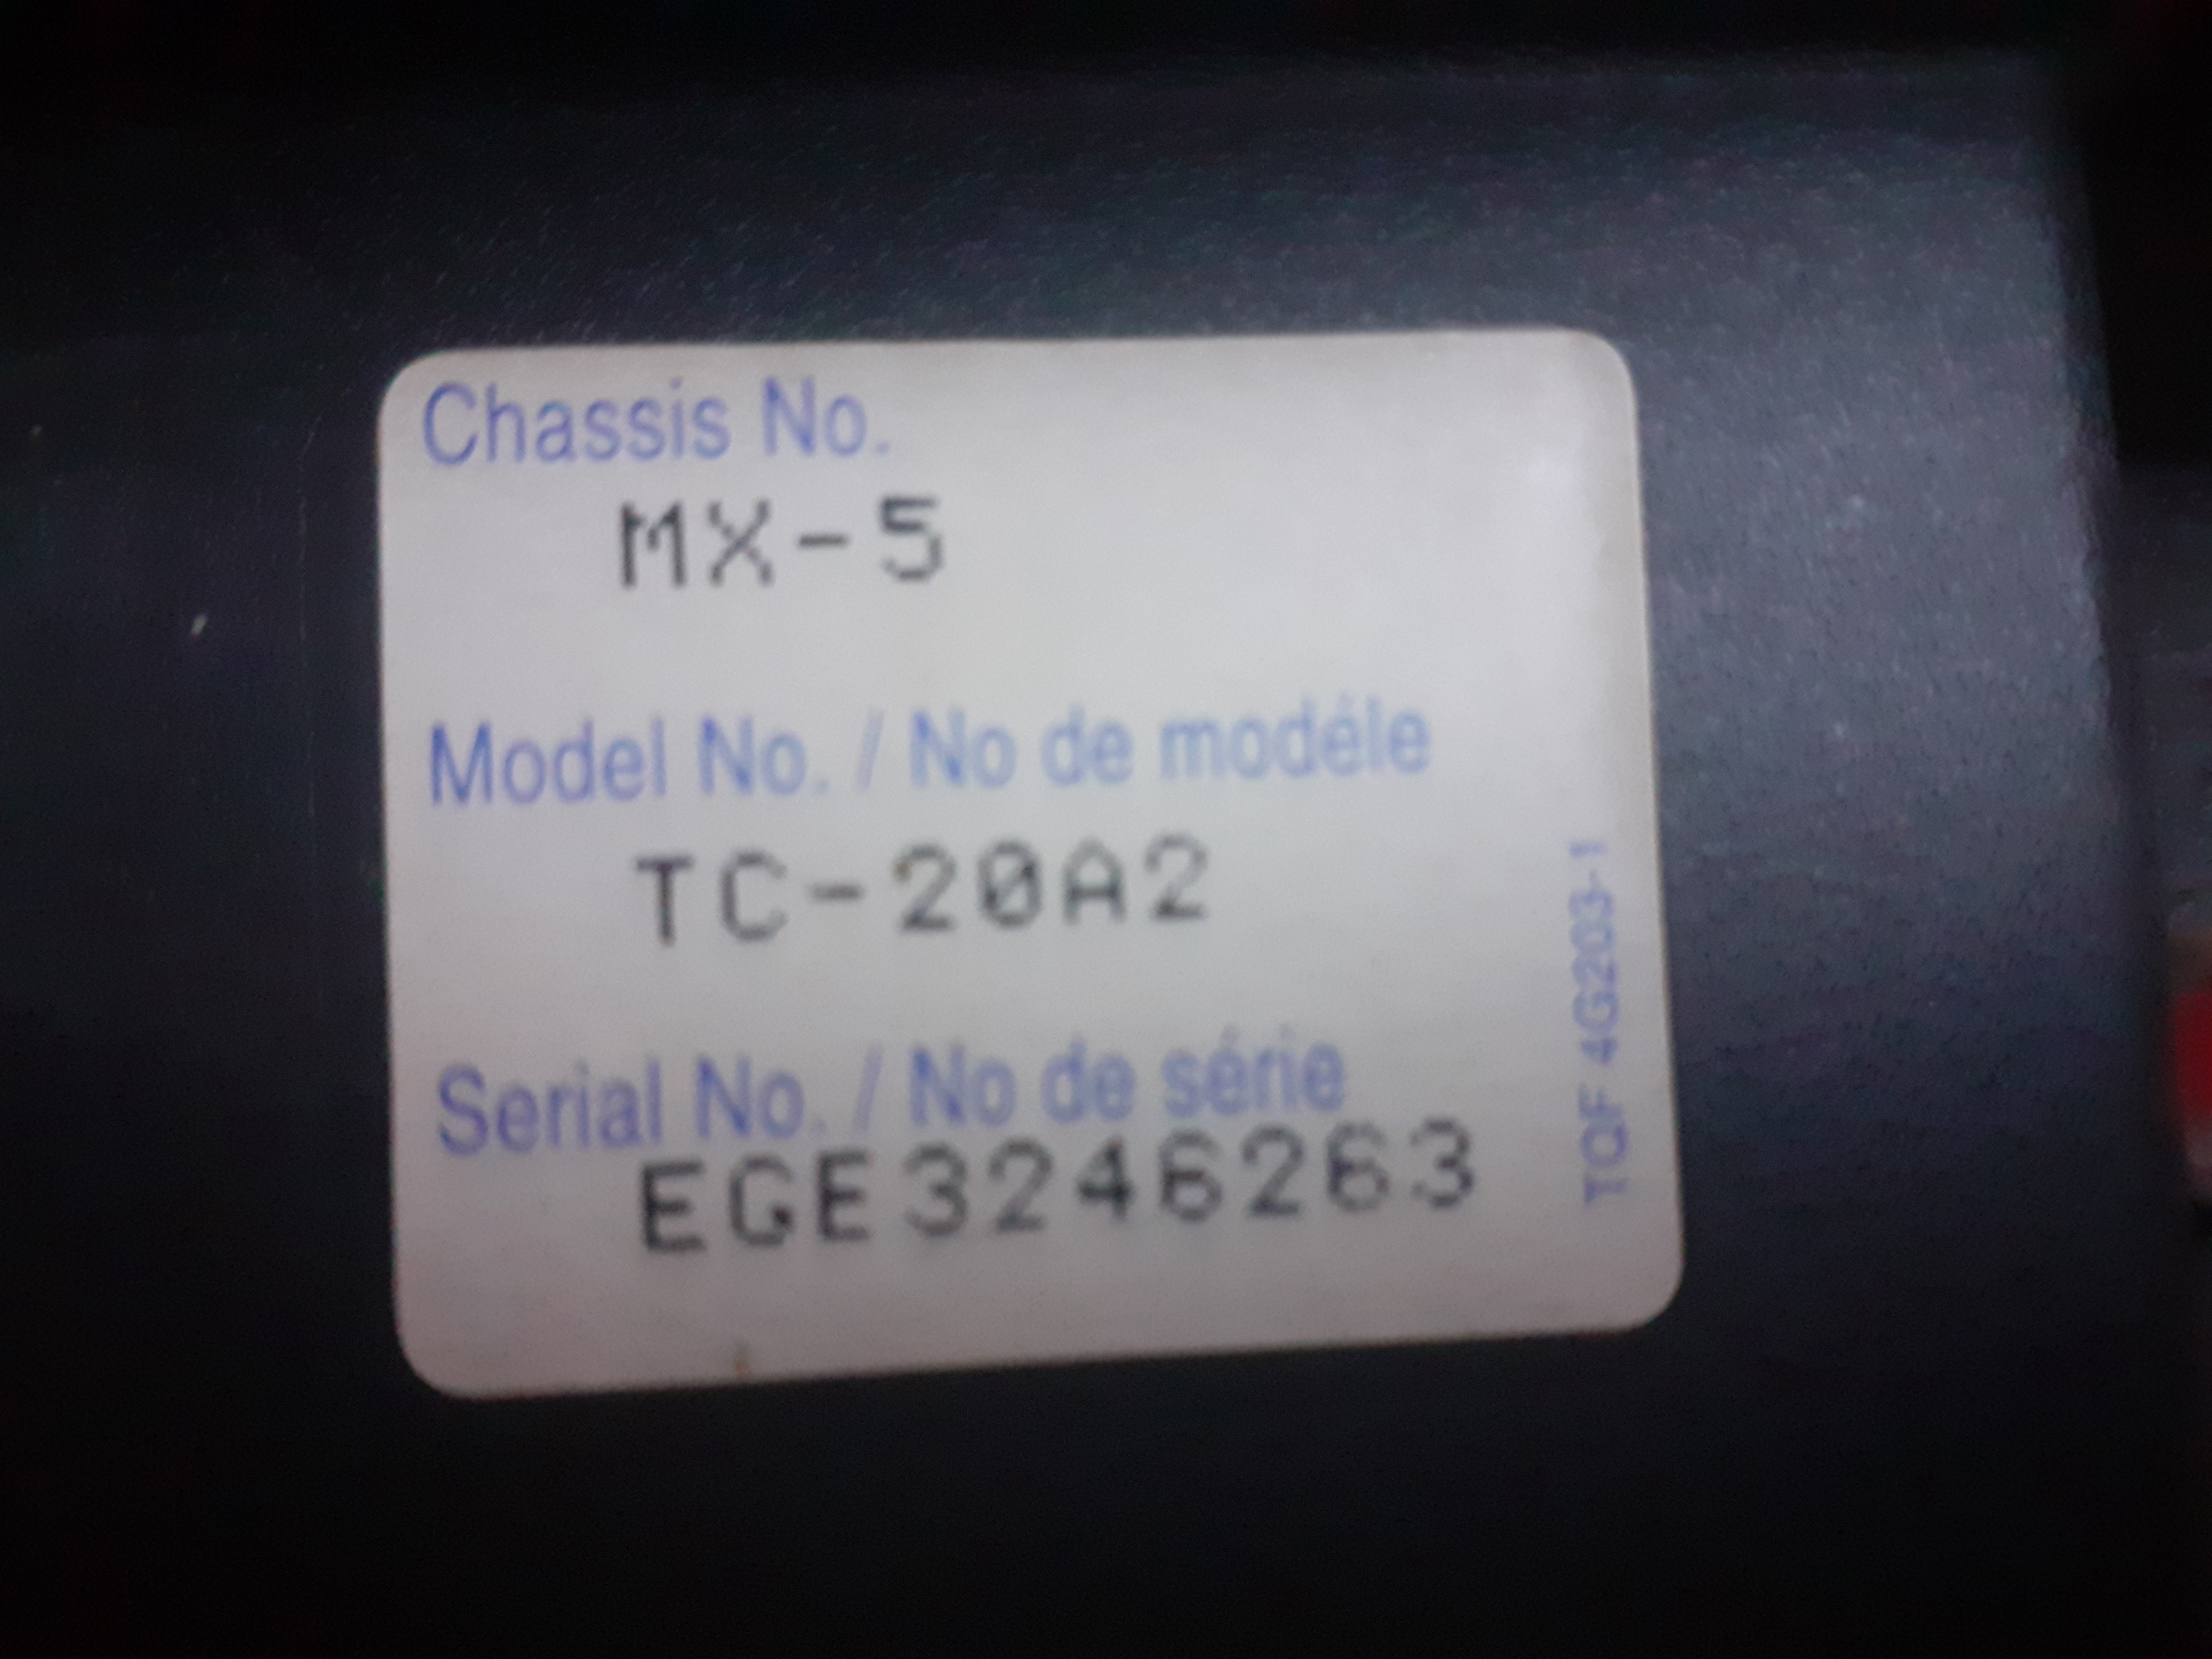 Chassis No.
MX-5
Model No. / No de modéle
TC-20A2
Serial No. / No de série
EGE3246263
TQF 4G203-1